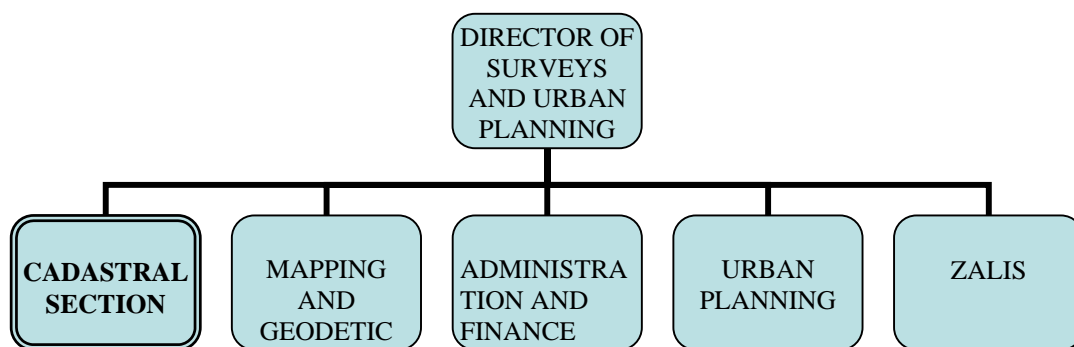 DIRECTOR OF
SURVEYS
AND URBAN
PLANNING
CADASTRAL
SECTION
MAPPING
AND
GEODETIC
ADMINISTRA
TION AND
FINANCE
URBAN
PLANNING
ZALIS